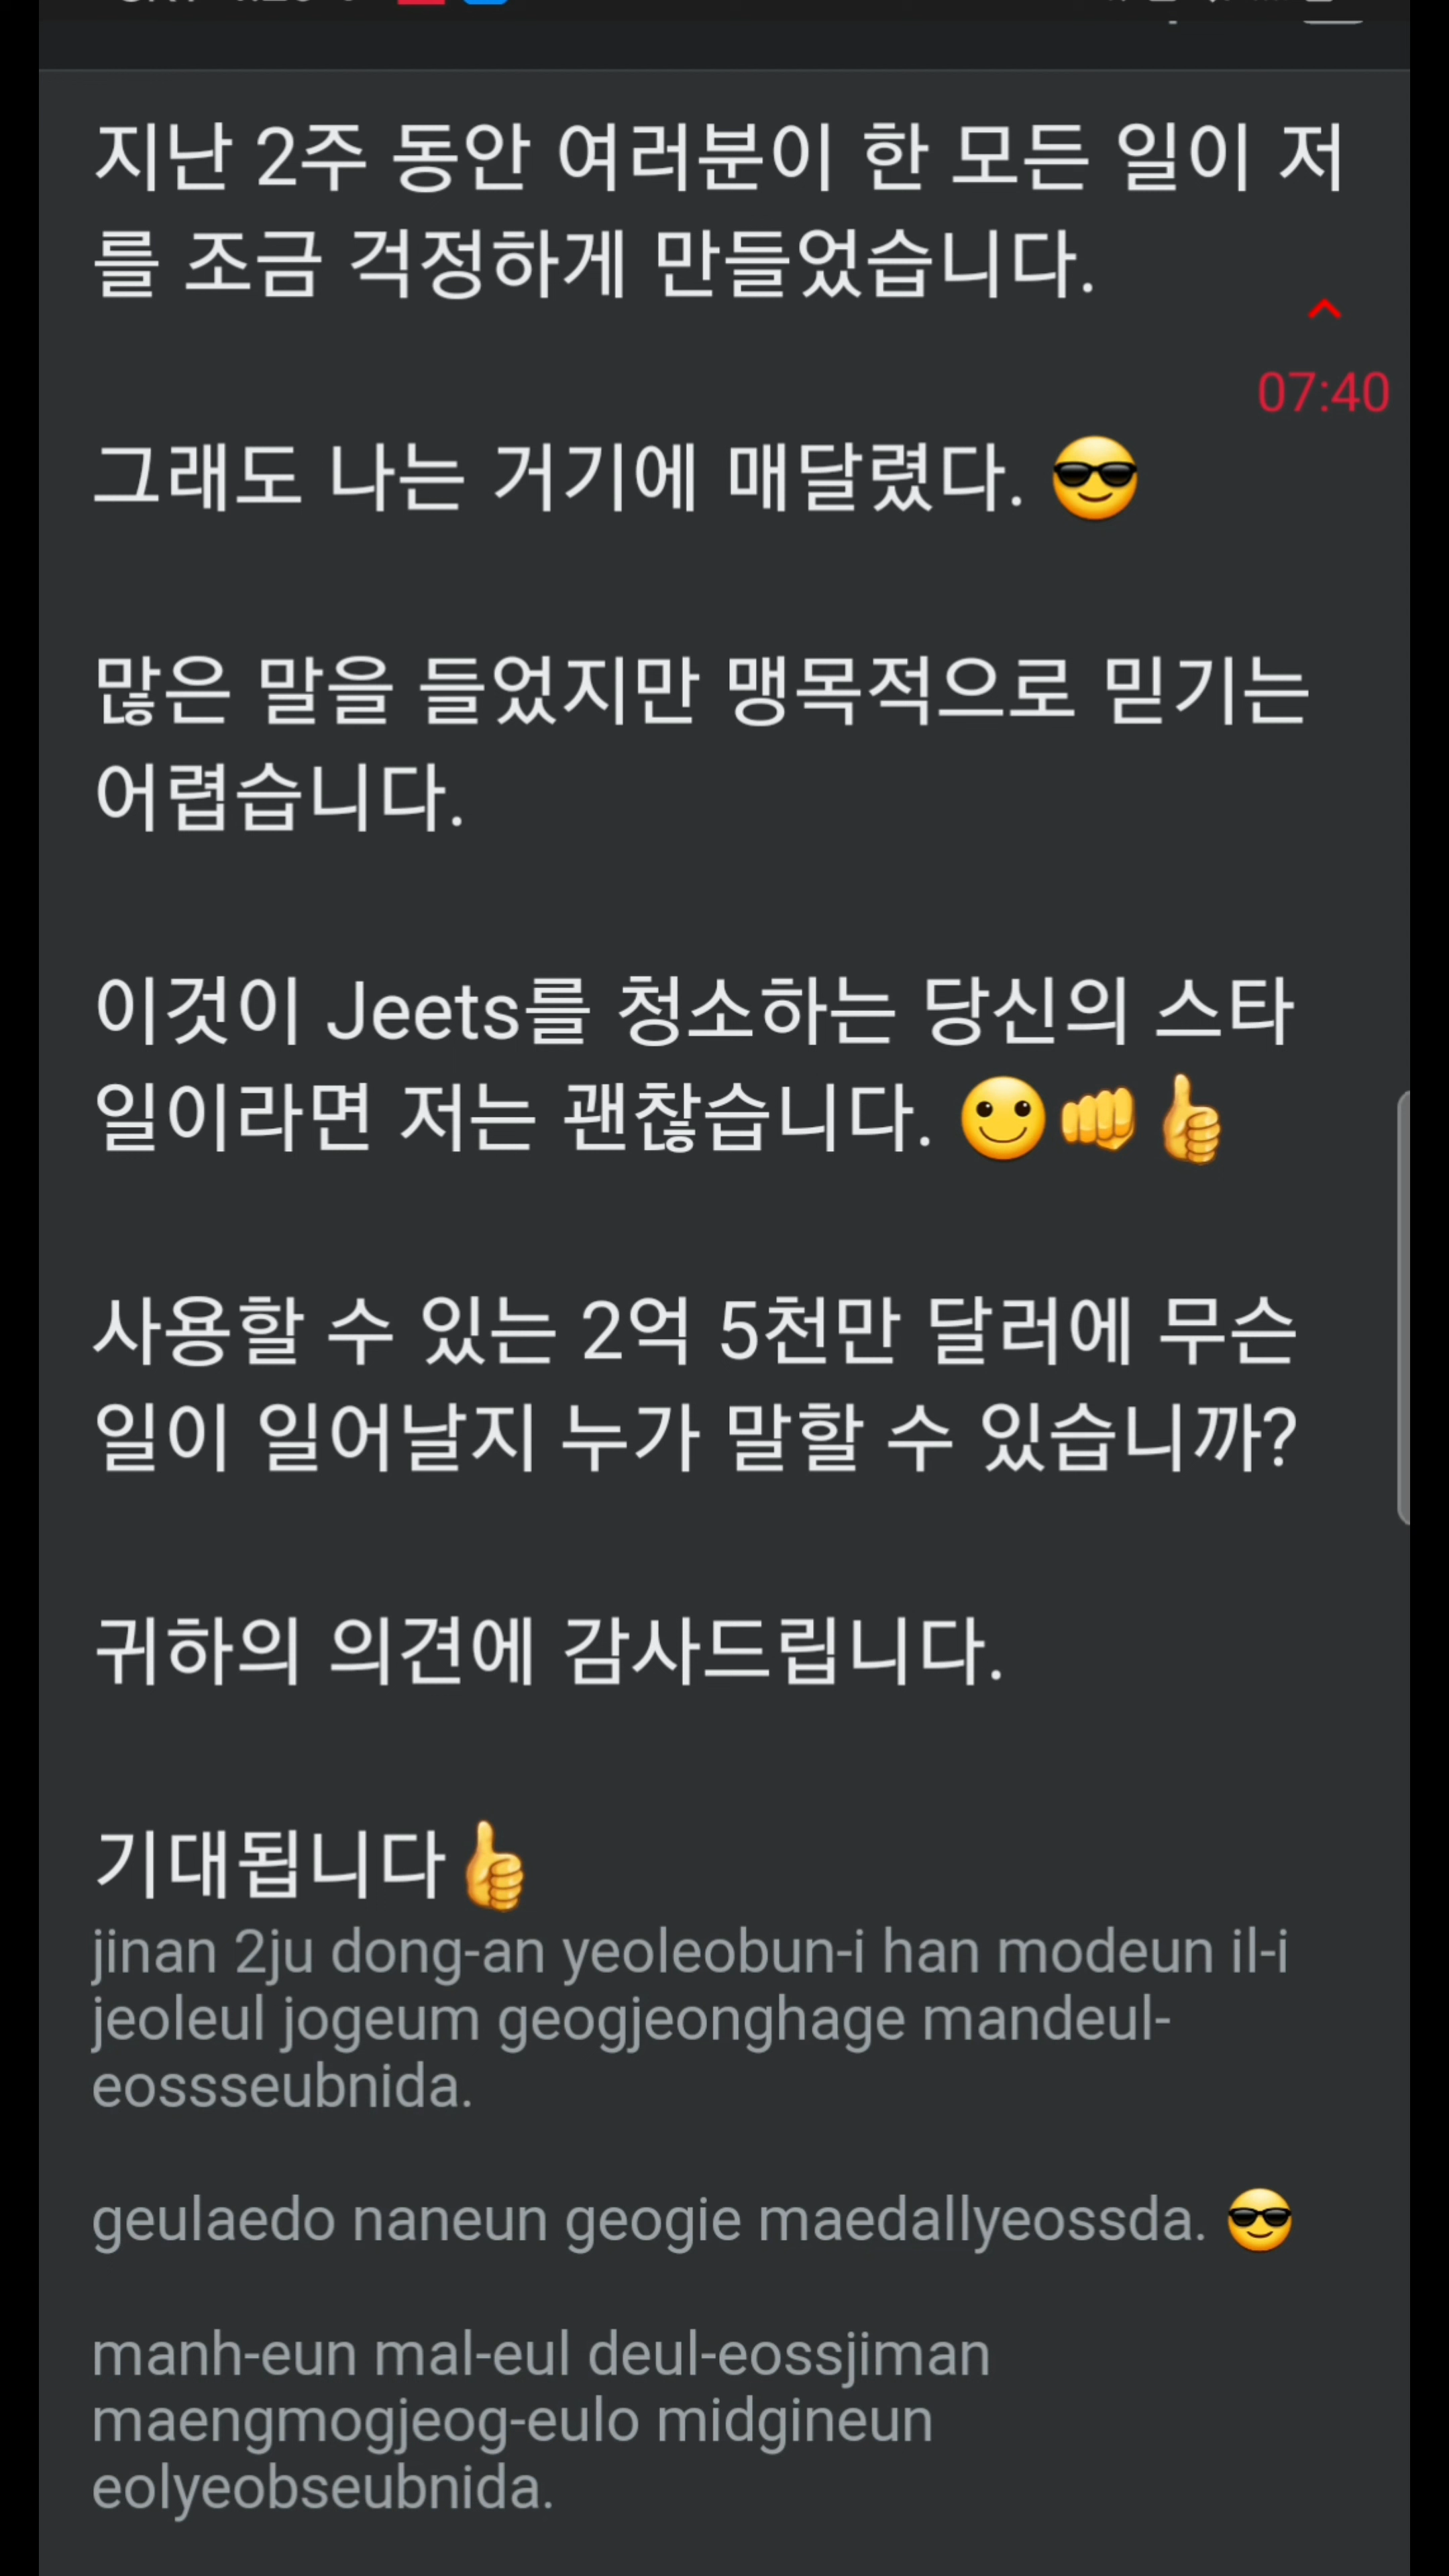 지난 2주 동안 여러분이 한 모든 일이 저
를 조금 걱정하게 만들었습니다.
07:40
그래도 나는 거기에 매달렸다. 😎
많은 말을 들었지만 맹목적으로 믿기는
어렵습니다.
이것이 Jeets를 청소하는 당신의 스타
일이라면 저는 괜찮습니다. 🙂👊👍
사용할 수 있는 2억 5천만 달러에 무슨
일이 일어날지 누가 말할 수 있습니까?
귀하의 의견에 감사드립니다.
기대됩니다👍
jinan 2ju dong-an yeoleobun-i han modeun il-i
jeoleul jogeum geogjeonghage mandeul-
eossseubnida.
geulaedo naneun geogie maedallyeossda. 😎
manh-eun mal-eul deul-eossjiman
maengmogjeog-eulo midgineun
eolyeobseubnida.